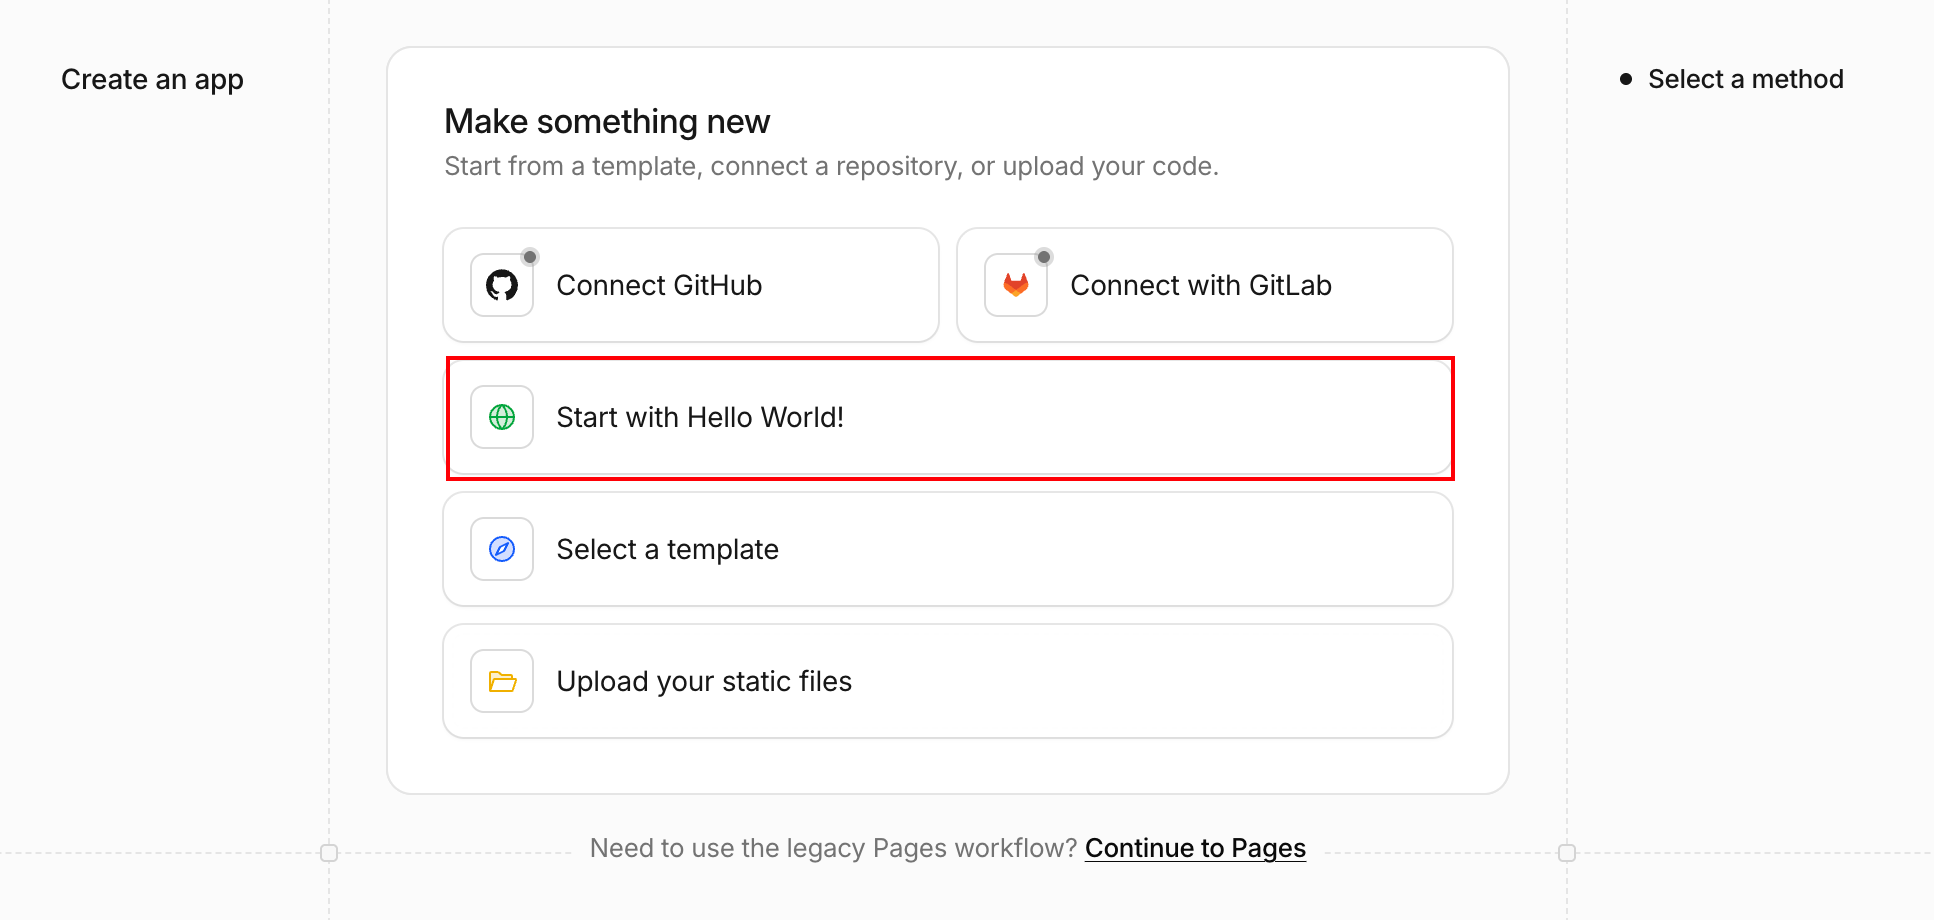 Create an app
Select a method
Make something new
Start from a template, connect a repository, or upload your code.
Connect GitHub
Connect with GitLab
Start with Hello World!
Select a template
Upload your static files
Need to use the legacy Pages workflow? Continue to Pages